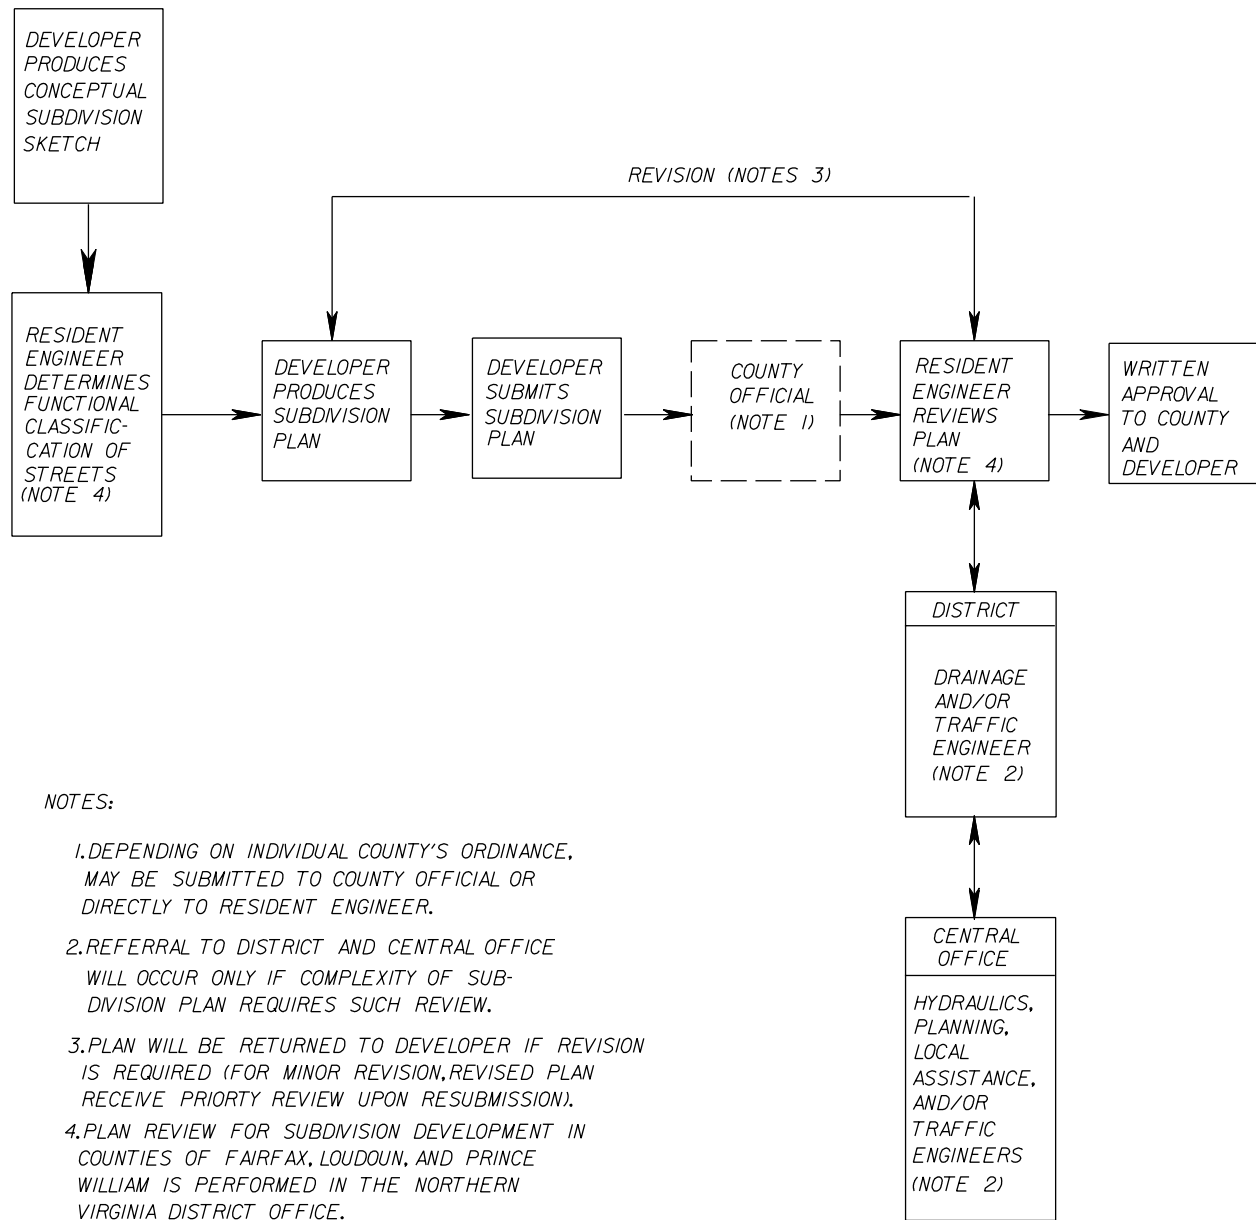 DEVELOPER
PRODUCES
CONCEPTUAL
SUBDIVISION
SKETCH
REVISION (NOTES 3)
RESIDENT
ENGINEER
DETERMINES
FUNCTIONAL
CLASSIFIC-
CATION OF
STREETS
(NOTE 4)
DEVELOPER
PRODUCES
SUBDIVISION
PLAN
DEVELOPER
SUBMITS
SUBDIVISION
PLAN
COUNTY
OFFICIAL
(NOTE 1)
RESIDENT
ENGINEER
REVIEWS
PLAN
(NOTE 4)
WRITTEN
APPROVAL
TO COUNTY
AND
DEVELOPER
DISTRICT
DRAINAGE
AND/OR
TRAFFIC
ENGINEER
(NOTE 2)
CENTRAL
OFFICE
HYDRAULICS,
PLANNING,
LOCAL
ASSISTANCE,
AND/OR
TRAFFIC
ENGINEERS
(NOTE 2)
NOTES:
1.DEPENDING ON INDIVIDUAL COUNTY'S ORDINANCE,
MAY BE SUBMITTED TO COUNTY OFFICIAL OR
DIRECTLY TO RESIDENT ENGINEER.
2.REFERRAL TO DISTRICT AND CENTRAL OFFICE
WILL OCCUR ONLY IF COMPLEXITY OF SUB-
DIVISION PLAN REQUIRES SUCH REVIEW.
3.PLAN WILL BE RETURNED TO DEVELOPER IF REVISION
IS REQUIRED (FOR MINOR REVISION,REVISED PLAN
RECEIVE PRIORTY REVIEW UPON RESUBMISSION).
4.PLAN REVIEW FOR SUBDIVISION DEVELOPMENT IN
COUNTIES OF FAIRFAX, LOUDOUN, AND PRINCE
WILLIAM IS PERFORMED IN THE NORTHERN
VIRGINIA DISTRICT OFFICE.